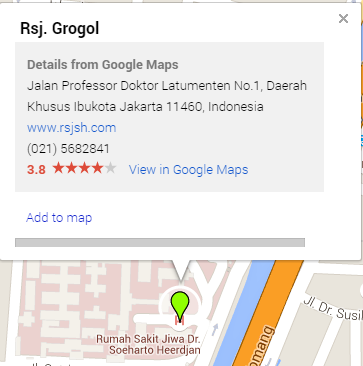 Rsj. Grogol
Details from Google Maps
Jalan Professor Doktor Latumenten No.1, Daerah
Khusus Ibukota Jakarta 11460, Indonesia
www.rsjsh.com
(021) 5682841
3.8 View in Google Maps
Add to map
Jl. Dr. Susil
Rumah Sakit Jiwa Dr.
Soeharto Heerdjan
omang